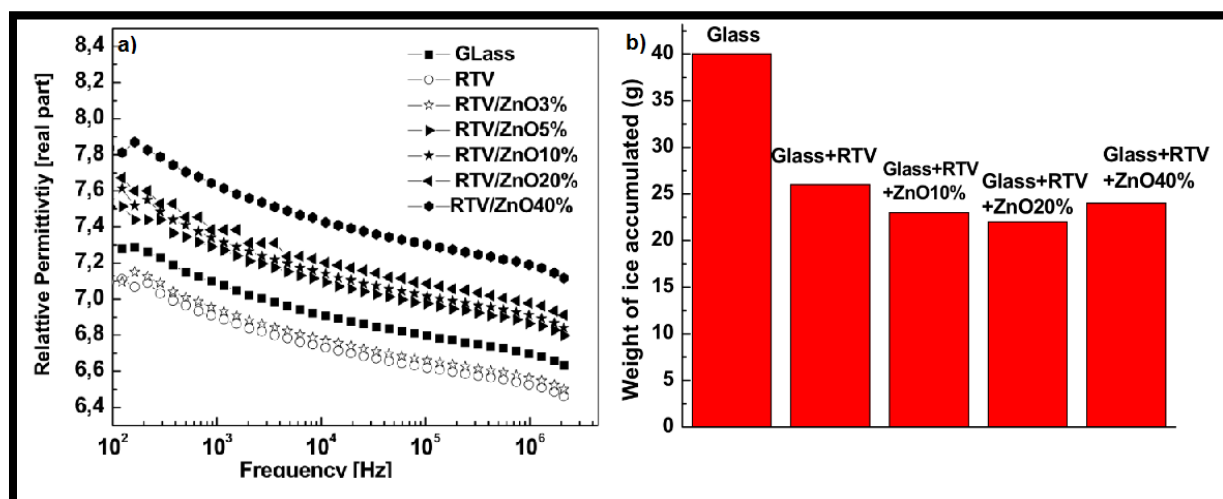 a)
Relattive Permittivtiy [real part]
8,4
8,2
8,0
7,8
7,6
7,4
7,2
7,0
6,8
6,6
6,4
GLass
RTV
RTV/ZnO3%
RTV/ZnO5%
RTV/ZnO10%
RTV/ZnO20%
RTV/ZnO40%
10² 10³ 10⁴ 10⁵ 10⁶
Frequency [Hz]
b)
Weight of ice accumulated (g)
40
35
30
25
20
15
10
5
0
Glass
Glass+RTV
Glass+RTV
+ZnO10%
Glass+RTV
+ZnO20%
Glass+RTV
+ZnO40%